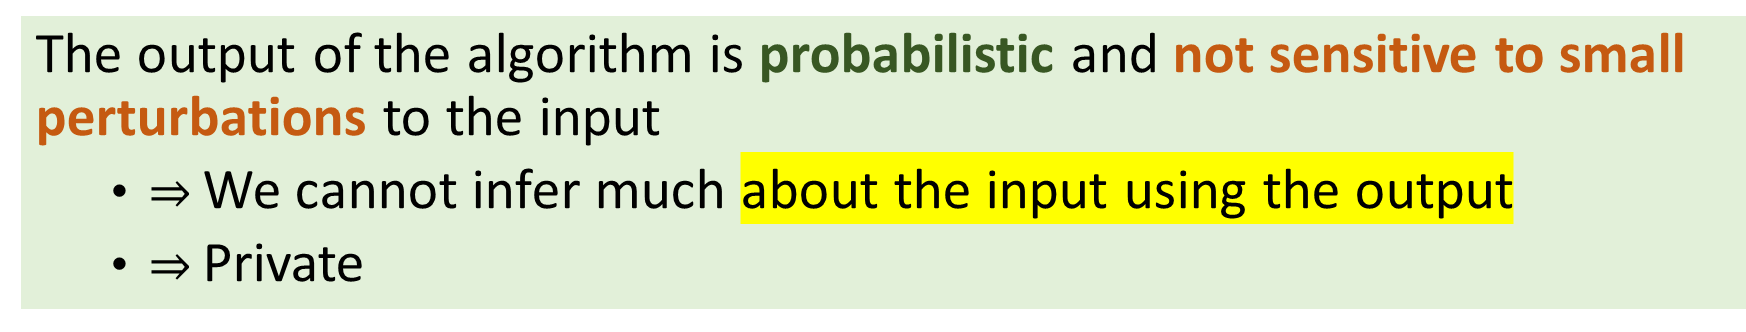 The output of the algorithm is probabilistic and not sensitive to small
perturbations to the input
• ⇒ We cannot infer much about the input using the output
• ⇒ Private